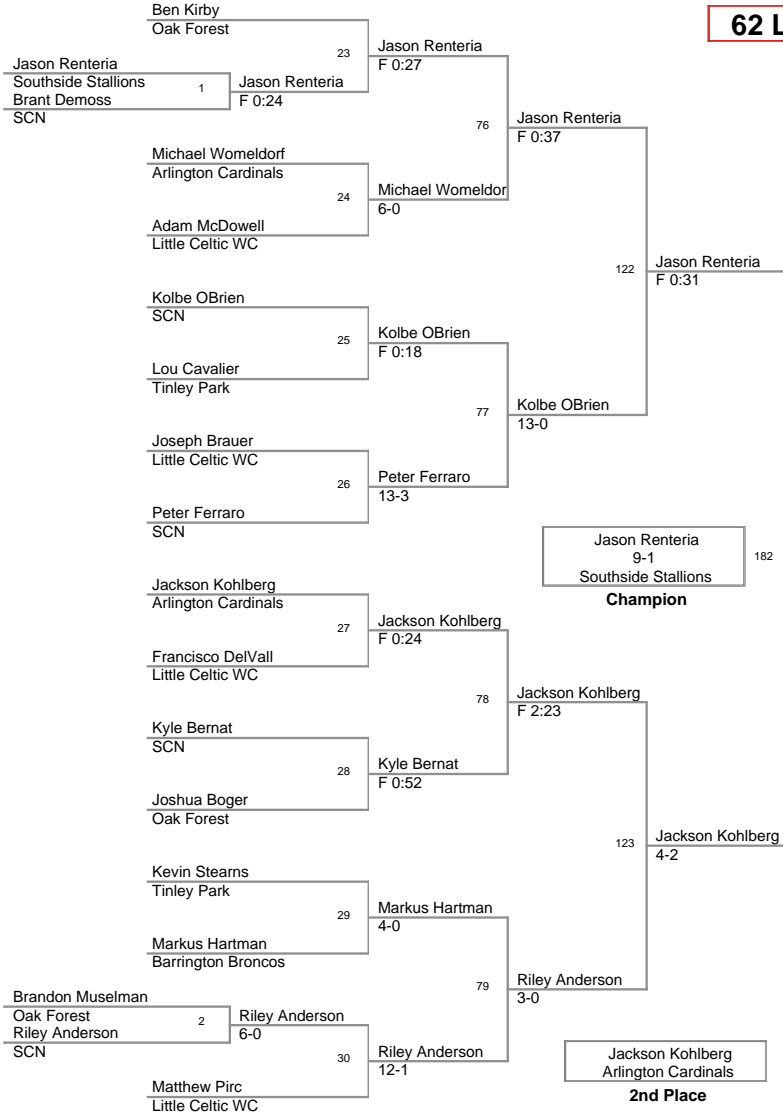 Ben Kirby
Oak Forest
62 L
23
Jason Renteria
F 0:27
Jason Renteria
Southside Stallions
1
Brant Demoss
SCN
Jason Renteria
F 0:24
76
Jason Renteria
F 0:37
Michael Womeldorf
Arlington Cardinals
24
Michael Womeldor
6-0
Adam McDowell
Little Celtic WC
122
Jason Renteria
F 0:31
Kolbe OBrien
SCN
25
Kolbe OBrien
F 0:18
Lou Cavalier
Tinley Park
77
Kolbe OBrien
13-0
Joseph Brauer
Little Celtic WC
26
Peter Ferraro
13-3
Peter Ferraro
SCN
Jason Renteria
9-1
Southside Stallions
182
Champion
Jackson Kohlberg
Arlington Cardinals
27
Jackson Kohlberg
F 0:24
Francisco DelVall
Little Celtic WC
78
Jackson Kohlberg
F 2:23
Kyle Bernat
SCN
28
Kyle Bernat
F 0:52
Joshua Boger
Oak Forest
123
Jackson Kohlberg
4-2
Kevin Stearns
Tinley Park
29
Markus Hartman
4-0
Markus Hartman
Barrington Broncos
79
Riley Anderson
3-0
Brandon Muselman
Oak Forest
2
Riley Anderson
SCN
Riley Anderson
6-0
30
Riley Anderson
12-1
Matthew Pirc
Little Celtic WC
Jackson Kohlberg
Arlington Cardinals
2nd Place